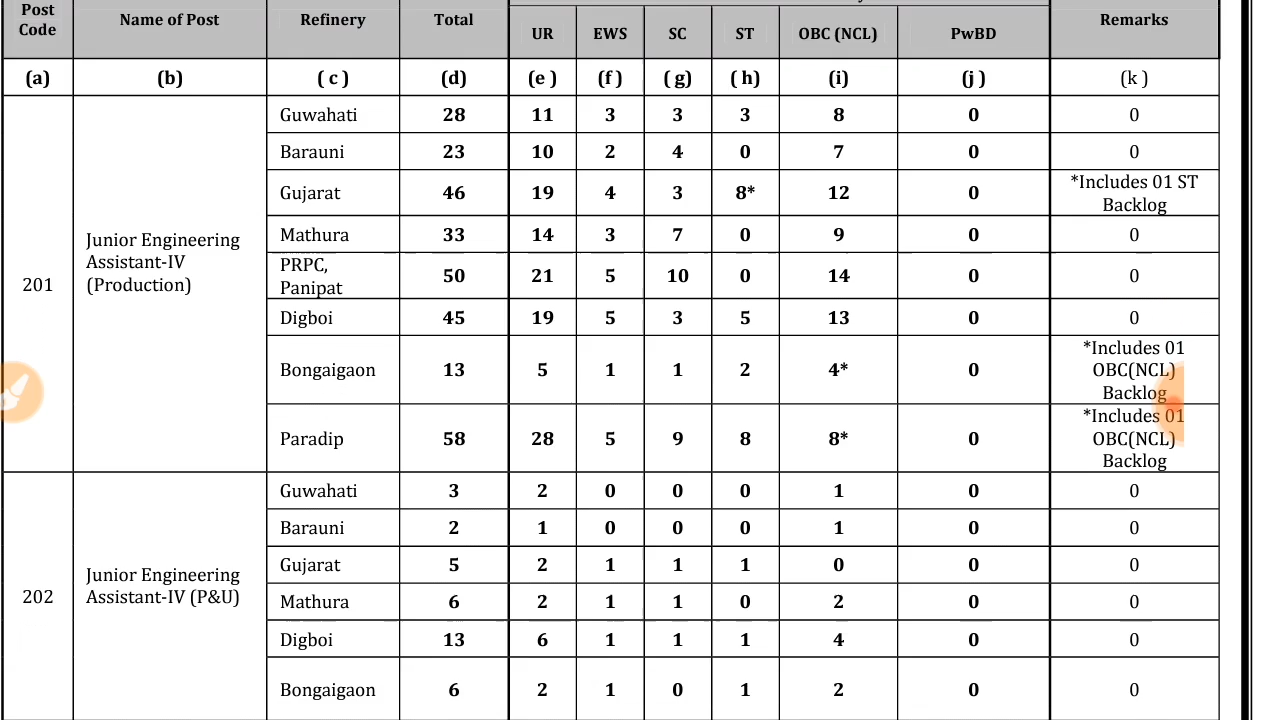 Post Code Name of Post Refinery Total UR EWS SC ST OBC (NCL) PwBD Remarks
(a) (b) ( c ) (d) (e ) (f ) ( g) ( h) (i) (j ) (k )
201 Junior Engineering Assistant-IV (Production)
Guwahati 28 11 3 3 3 8 0 0
Barauni 23 10 2 4 0 7 0 0
Gujarat 46 19 4 3 8* 12 0 *Includes 01 ST Backlog
Mathura 33 14 3 7 0 9 0 0
PRPC, Panipat 50 21 5 10 0 14 0 0
Digboi 45 19 5 3 5 13 0 0
Bongaigaon 13 5 1 1 2 4* 0 *Includes 01 OBC(NCL) Backlog
Paradip 58 28 5 9 8 8* 0 *Includes 01 OBC(NCL) Backlog
202 Junior Engineering Assistant-IV (P&U)
Guwahati 3 2 0 0 0 1 0 0
Barauni 2 1 0 0 0 1 0 0
Gujarat 5 2 1 1 1 0 0 0
Mathura 6 2 1 1 0 2 0 0
Digboi 13 6 1 1 1 4 0 0
Bongaigaon 6 2 1 0 1 2 0 0